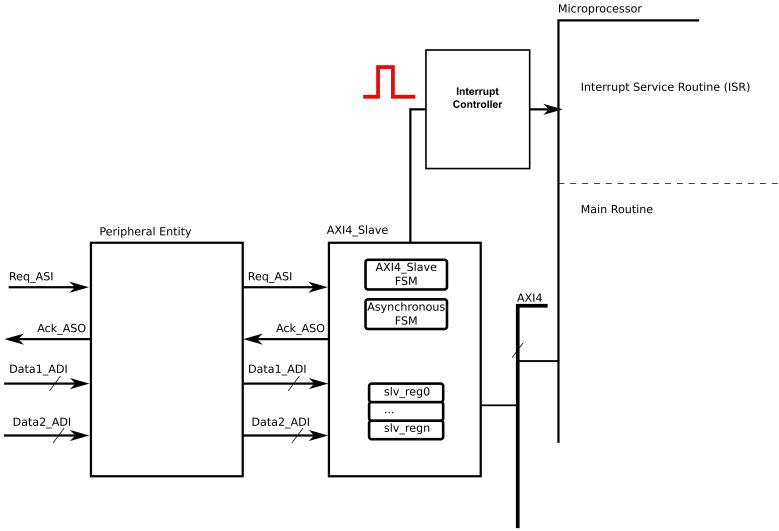 Microprocessor
Interrupt
Controller
Interrupt Service Routine (ISR)
Main Routine
Peripheral Entity
AXI4_Slave
Req_ASI
Req_ASI
AXI4_Slave
FSM
Asynchronous
FSM
AXI4
Ack_ASO
Ack_ASO
Data1_ADI
Data1_ADI
slv_reg0
...
slv_regn
Data2_ADI
Data2_ADI